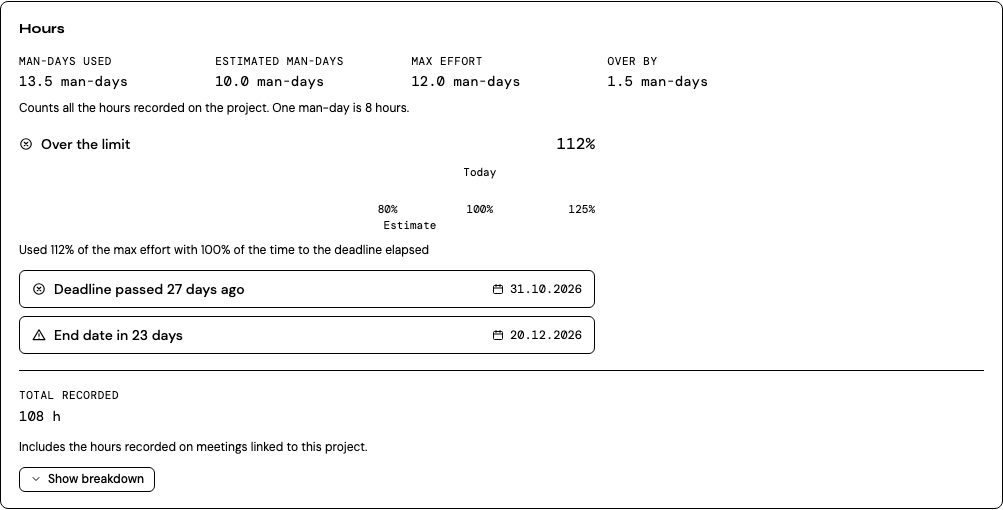 Hours
MAN-DAYS USED ESTIMATED MAN-DAYS MAX EFFORT OVER BY
13.5 man-days 10.0 man-days 12.0 man-days 1.5 man-days
Counts all the hours recorded on the project. One man-day is 8 hours.
Over the limit 112%
Today
80% 100% 125%
Estimate
Used 112% of the max effort with 100% of the time to the deadline elapsed
Deadline passed 27 days ago 31.10.2026
End date in 23 days 20.12.2026
TOTAL RECORDED
108 h
Includes the hours recorded on meetings linked to this project.
Show breakdown